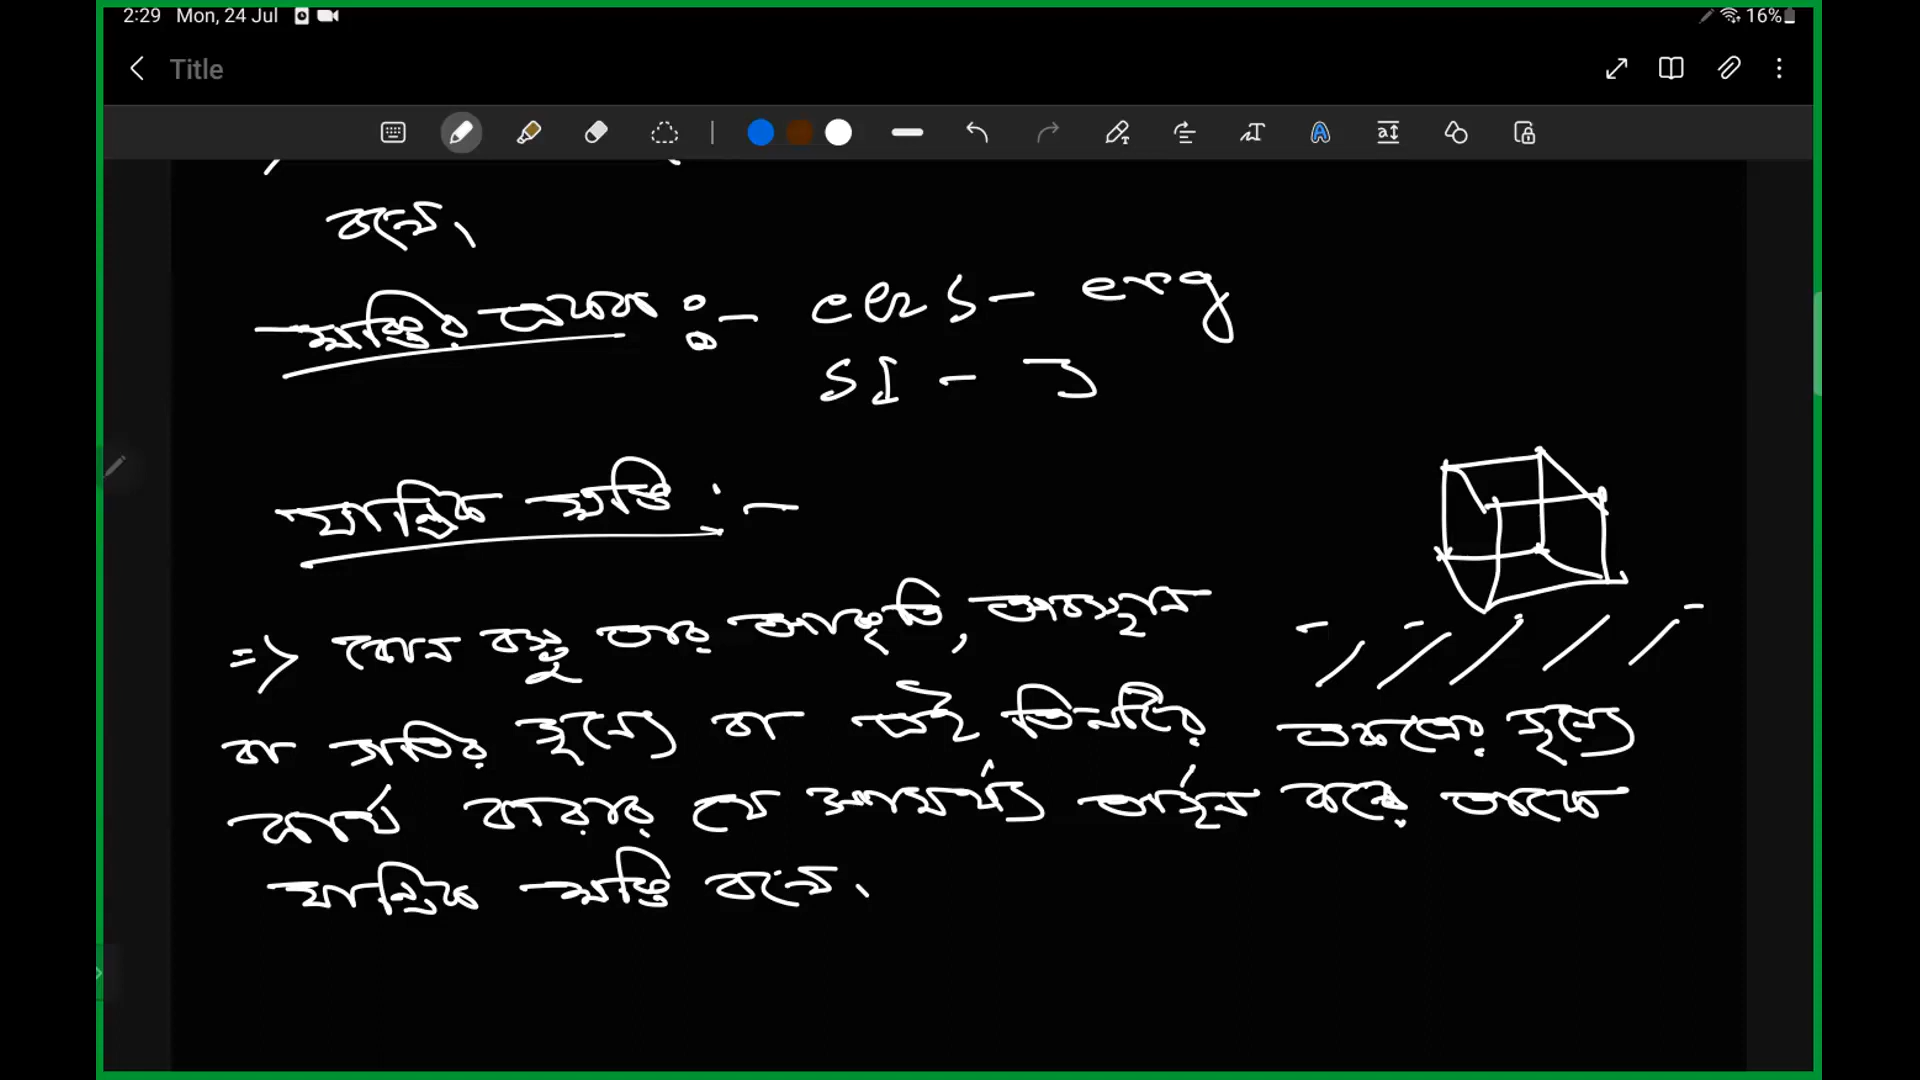 2:29 Mon, 24 Jul 16%
Title
বলে।
শক্তির একক :- CGS - erg
SI - J
যান্ত্রিক শক্তি :-
=> কোন বস্তু তার আকৃতি, অবস্থান
বা গতির জন্যে বা এই তিনটির একত্রের জন্যে
কার্য করার যে সামর্থ্য অর্জন করে তাকে
যান্ত্রিক শক্তি বলে।